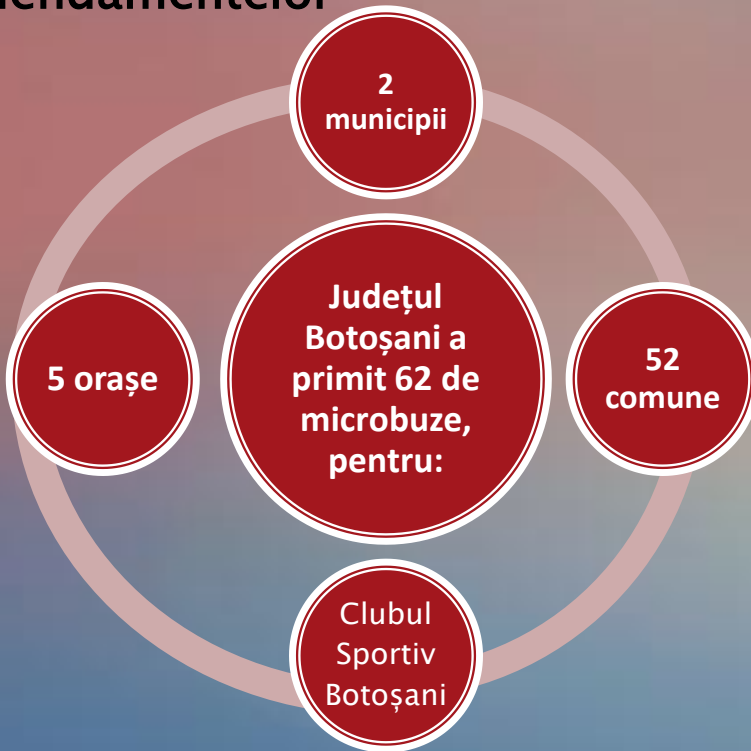 2
municipii
Județul
Botoșani a
primit 62 de
microbuze,
pentru:
5 orașe
52
comune
Clubul
Sportiv
Botoșani